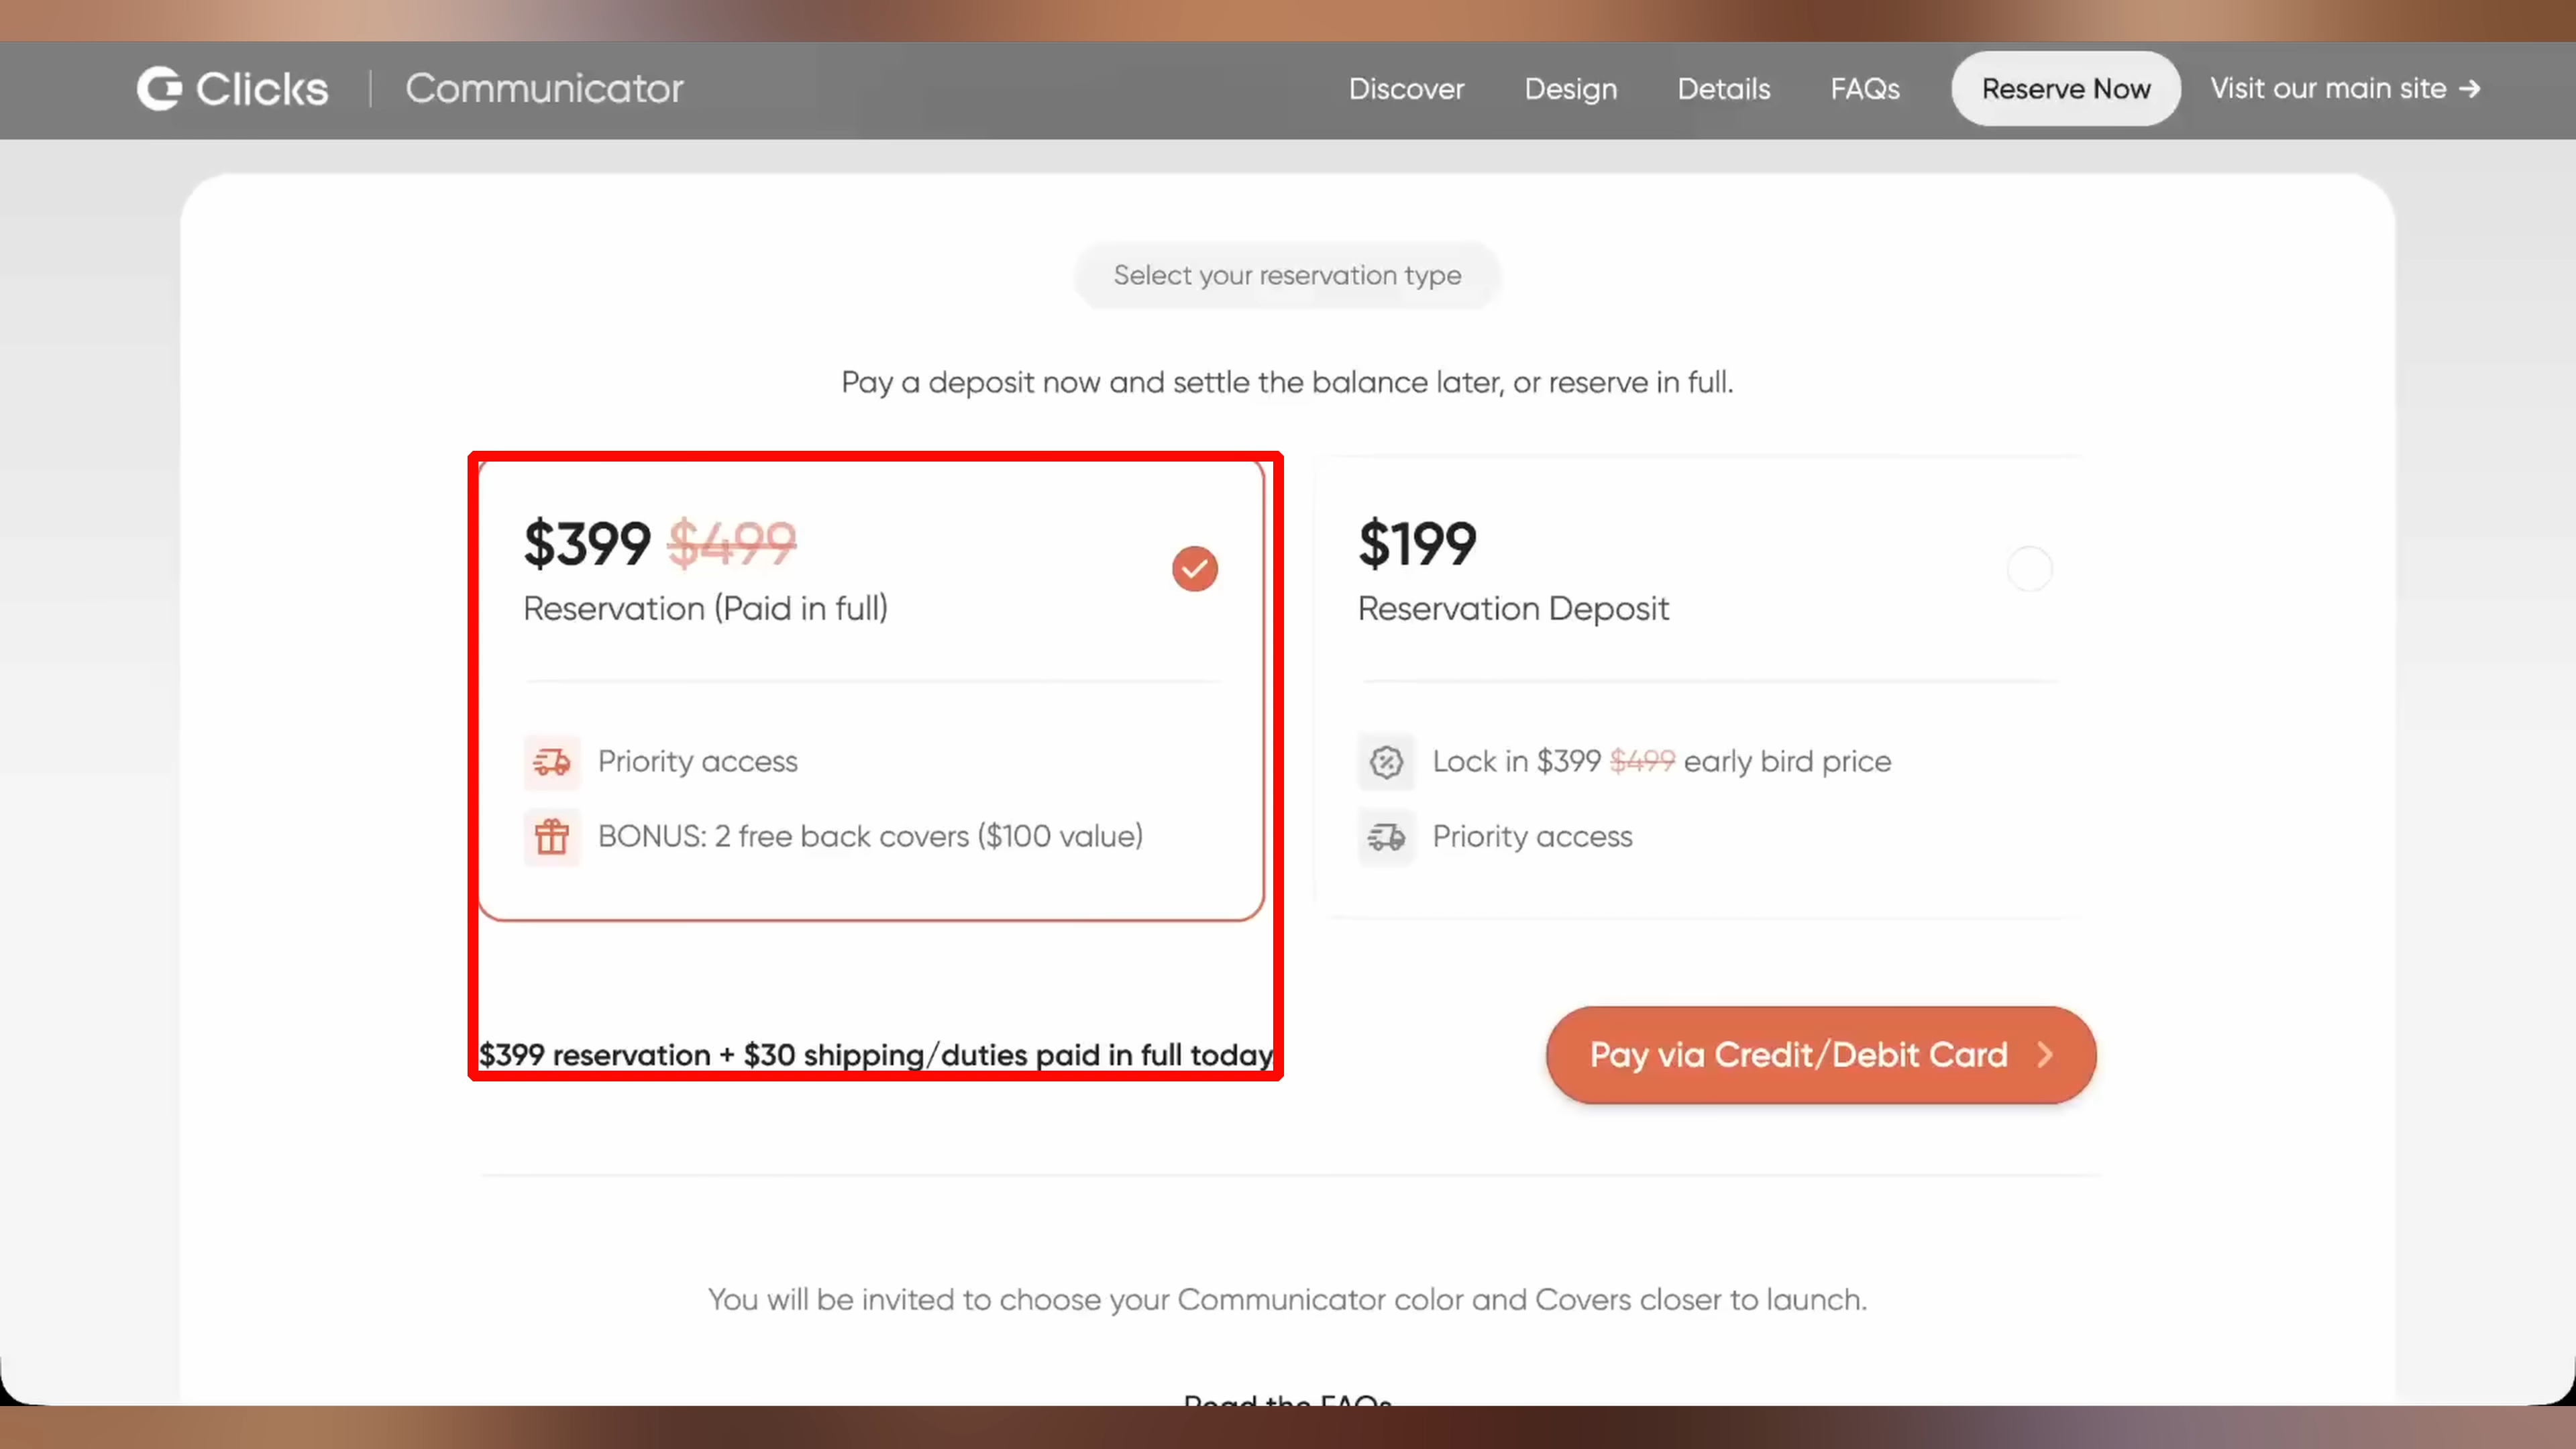 Clicks | Communicator
Discover
Design
Details
FAQs
Reserve Now
Visit our main site →
Select your reservation type
Pay a deposit now and settle the balance later, or reserve in full.
$399 $499
Reservation (Paid in full)
Priority access
BONUS: 2 free back covers ($100 value)
$199
Reservation Deposit
Lock in $399 $499 early bird price
Priority access
$399 reservation + $30 shipping/duties paid in full today
Pay via Credit/Debit Card
You will be invited to choose your Communicator color and Covers closer to launch.
Read the FAQs